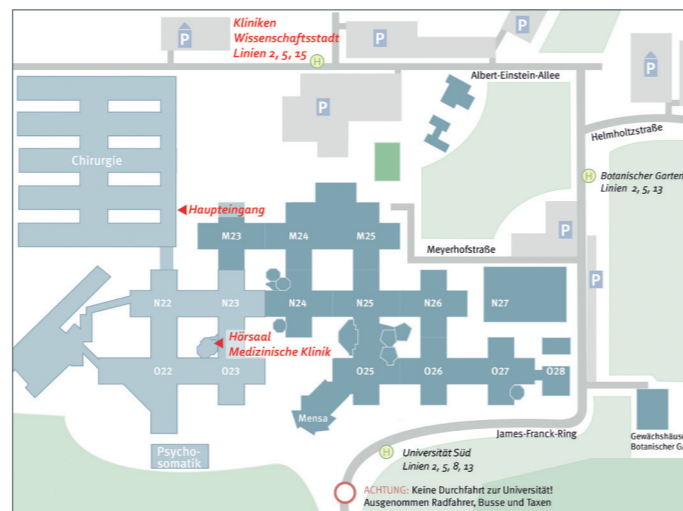 Kliniken
Wissenschaftsstadt
Linien 2, 5, 15
H
P
P
P
P
P
Albert-Einstein-Allee
Helmholtzstraße
Chirurgie
H
Botanischer Garten
Linien 2, 5, 13
Haupteingang
M23
M24
M25
Meyerhofstraße
P
P
N22
N23
N24
N25
N26
N27
Hörsaal
Medizinische Klinik
O22
O23
O25
O26
O27
O28
Mensa
Psycho-
somatik
James-Franck-Ring
Gewächshäuse
Botanischer Ga
H
Universität Süd
Linien 2, 5, 8, 13
ACHTUNG: Keine Durchfahrt zur Universität!
Ausgenommen Radfahrer, Busse und Taxen